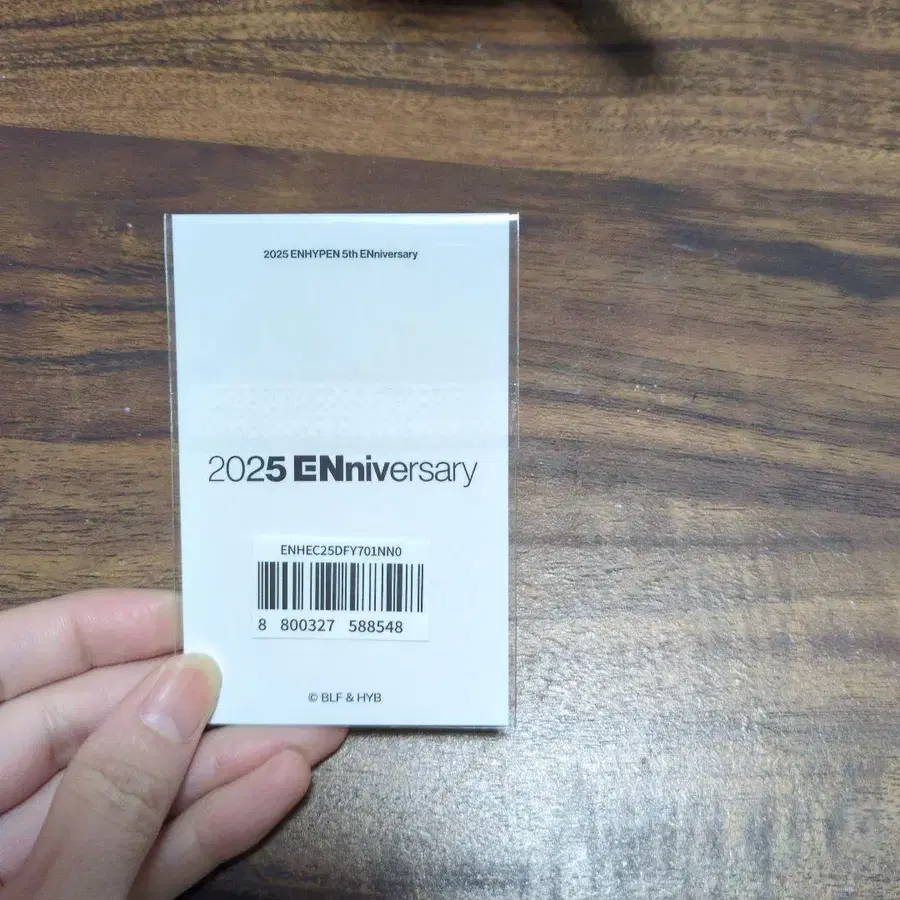 2025 ENHYPEN 5th ENniversary
2025 ENniversary
ENHEC25DFY701NN0
8 800327 588548
© BLF & HYB